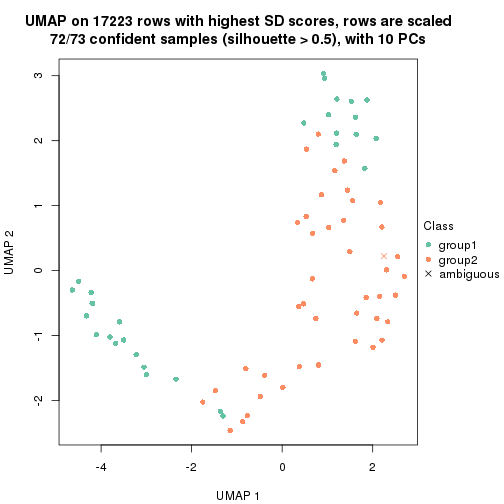 UMAP on 17223 rows with highest SD scores, rows are scaled
72/73 confident samples (silhouette > 0.5), with 10 PCs
3
2
1
0
-1
-2
UMAP 2
-4
-2
0
2
UMAP 1
Class
group1
group2
ambiguous